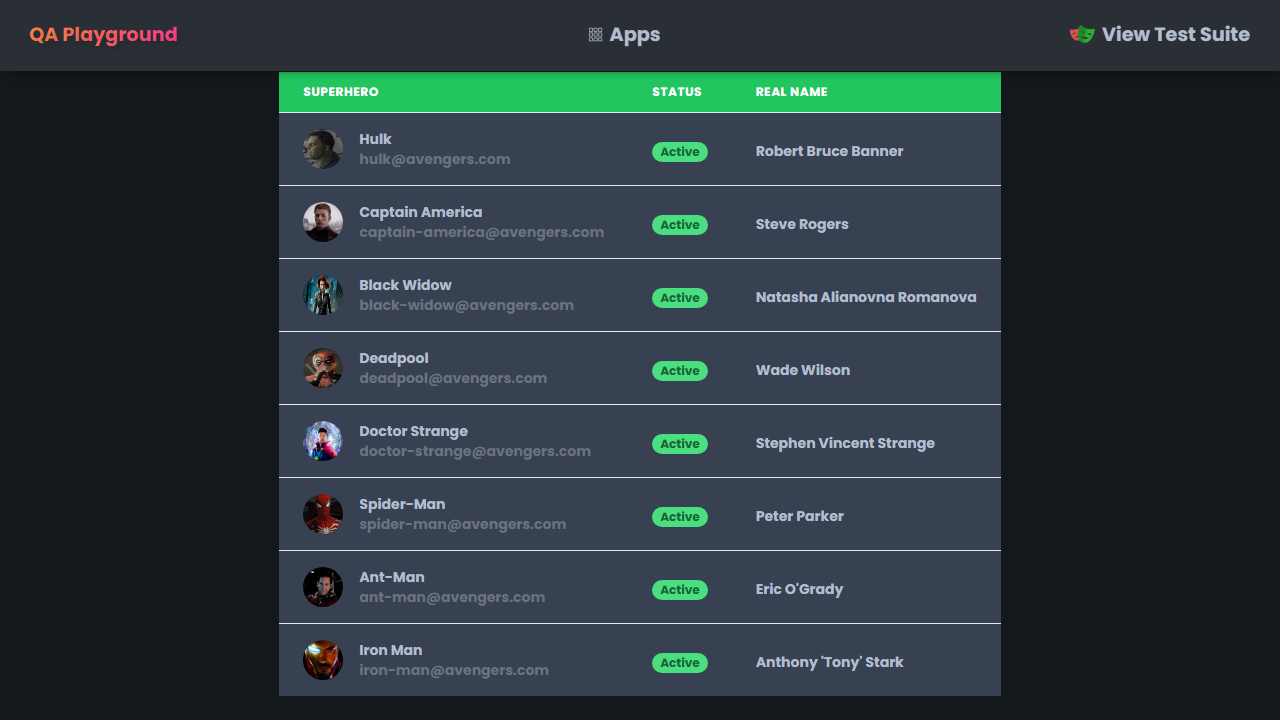 QA Playground
Apps
View Test Suite
SUPERHERO STATUS REAL NAME
Hulk
hulk@avengers.com
Active
Robert Bruce Banner
Captain America
captain-america@avengers.com
Active
Steve Rogers
Black Widow
black-widow@avengers.com
Active
Natasha Alianovna Romanova
Deadpool
deadpool@avengers.com
Active
Wade Wilson
Doctor Strange
doctor-strange@avengers.com
Active
Stephen Vincent Strange
Spider-Man
spider-man@avengers.com
Active
Peter Parker
Ant-Man
ant-man@avengers.com
Active
Eric O'Grady
Iron Man
iron-man@avengers.com
Active
Anthony 'Tony' Stark